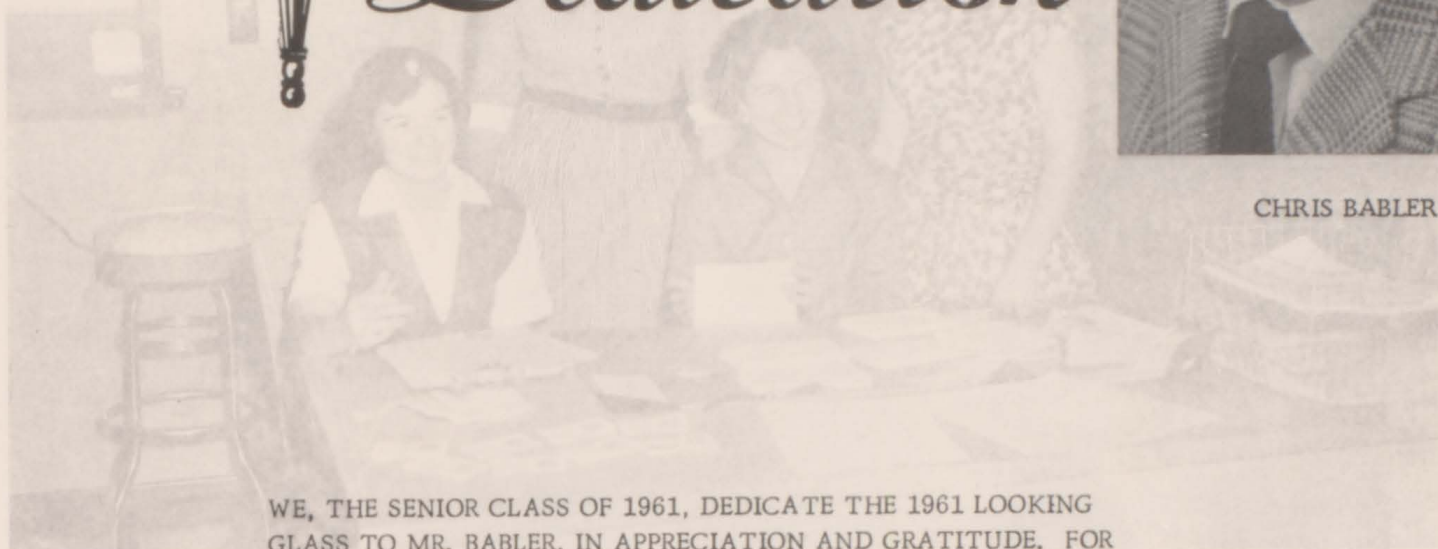 Dedication
CHRIS BABLER
WE, THE SENIOR CLASS OF 1961, DEDICATE THE 1961 LOOKING
GLASS TO MR. BABLER, IN APPRECIATION AND GRATITUDE, FOR